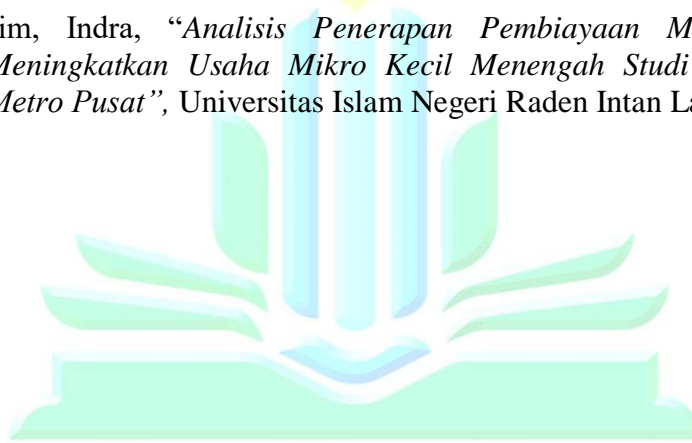 im, Indra, “Analisis Penerapan Pembiayaan M
Meningkatkan Usaha Mikro Kecil Menengah Studi
Metro Pusat”, Universitas Islam Negeri Raden Intan La